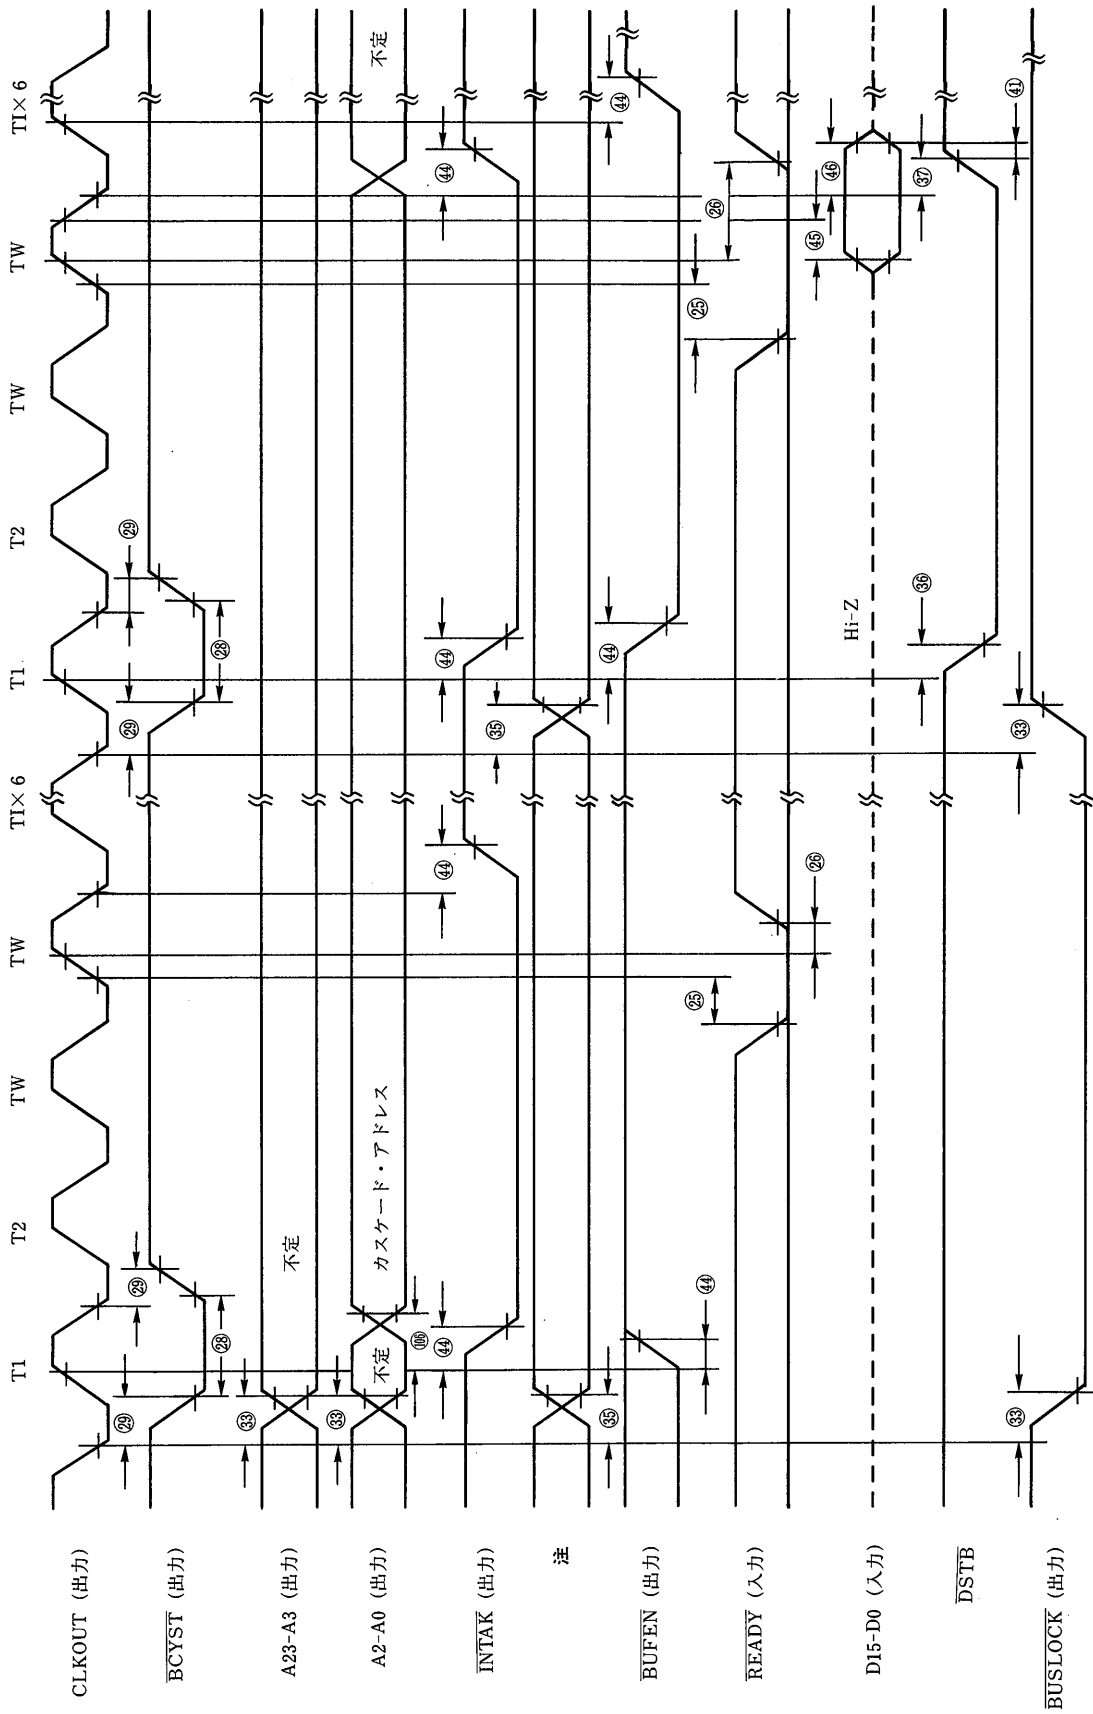 T1 T2 TW TW TI×6 T1 T2 TW TW TI×6
CLKOUT (出力)
BCYST (出力) ㉙ ㉘ ㉙ ㉙ ㉘ ㉙
A23-A3 (出力) ㉝ 不定
A2-A0 (出力) ㉝ 不定 106 カスケード・アドレス 不定
INTAK (出力) ㊹ ㊹ ㊹ ㊹
注 ㉟ ㉟
BUFEN (出力) ㊹ ㊹ ㊹
READY (入力) ㉕ ㉖ ㉕ ㉖
D15-D0 (入力) Hi-Z ㊺ ㊻
DSTB ㊱ ㊲ ㊶
BUSLOCK (出力) ㉝ ㉝